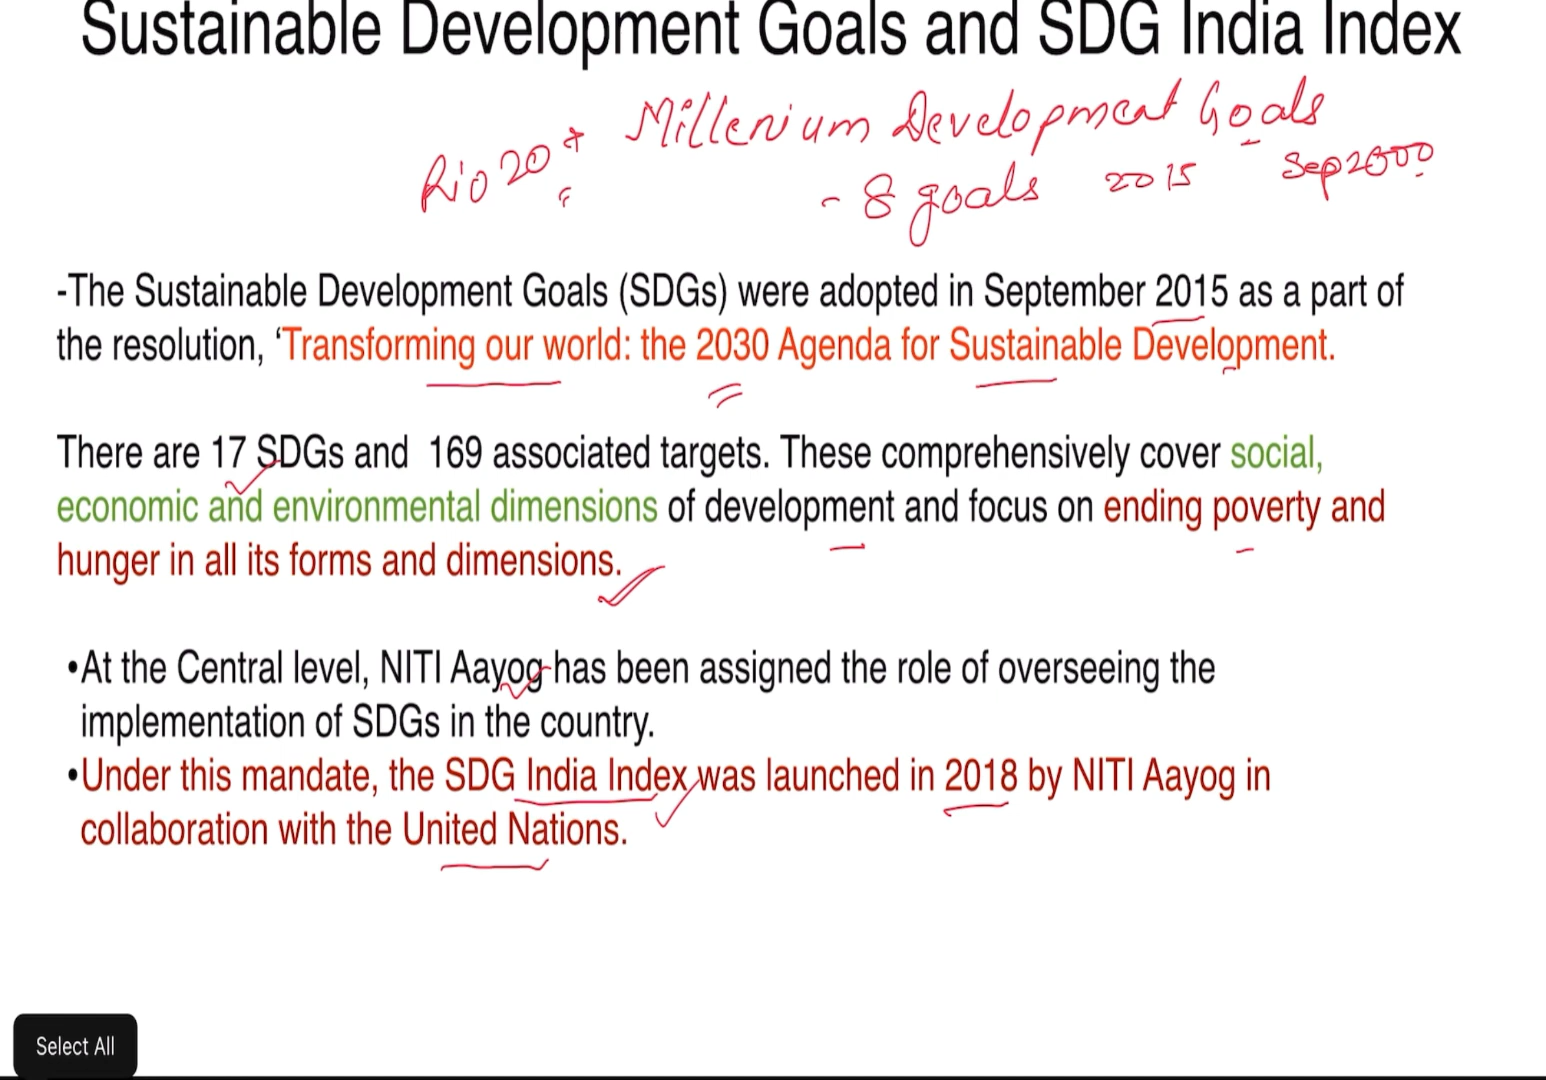 Sustainable Development Goals and SDG India Index
Millenium Development Goals
Rio 20+
- 8 goals 2015 Sep 2000
-The Sustainable Development Goals (SDGs) were adopted in September 2015 as a part of
the resolution, ‘Transforming our world: the 2030 Agenda for Sustainable Development.
There are 17 SDGs and 169 associated targets. These comprehensively cover social,
economic and environmental dimensions of development and focus on ending poverty and
hunger in all its forms and dimensions.
•At the Central level, NITI Aayog has been assigned the role of overseeing the
implementation of SDGs in the country.
•Under this mandate, the SDG India Index was launched in 2018 by NITI Aayog in
collaboration with the United Nations.
Select All